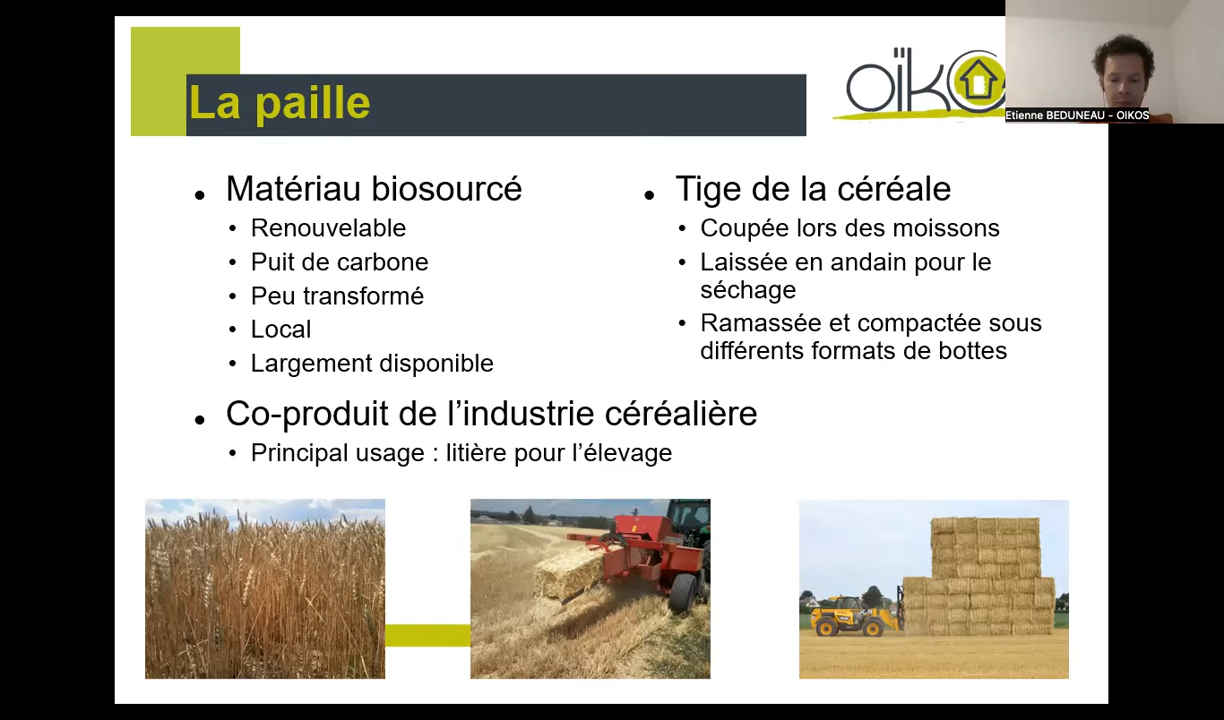 La paille
oïkos
Etienne BEDUNEAU - OIKOS
Matériau biosourcé
Renouvelable
Puit de carbone
Peu transformé
Local
Largement disponible
Tige de la céréale
Coupée lors des moissons
Laissée en andain pour le
séchage
Ramassée et compactée sous
différents formats de bottes
Co-produit de l’industrie céréalière
Principal usage : litière pour l’élevage